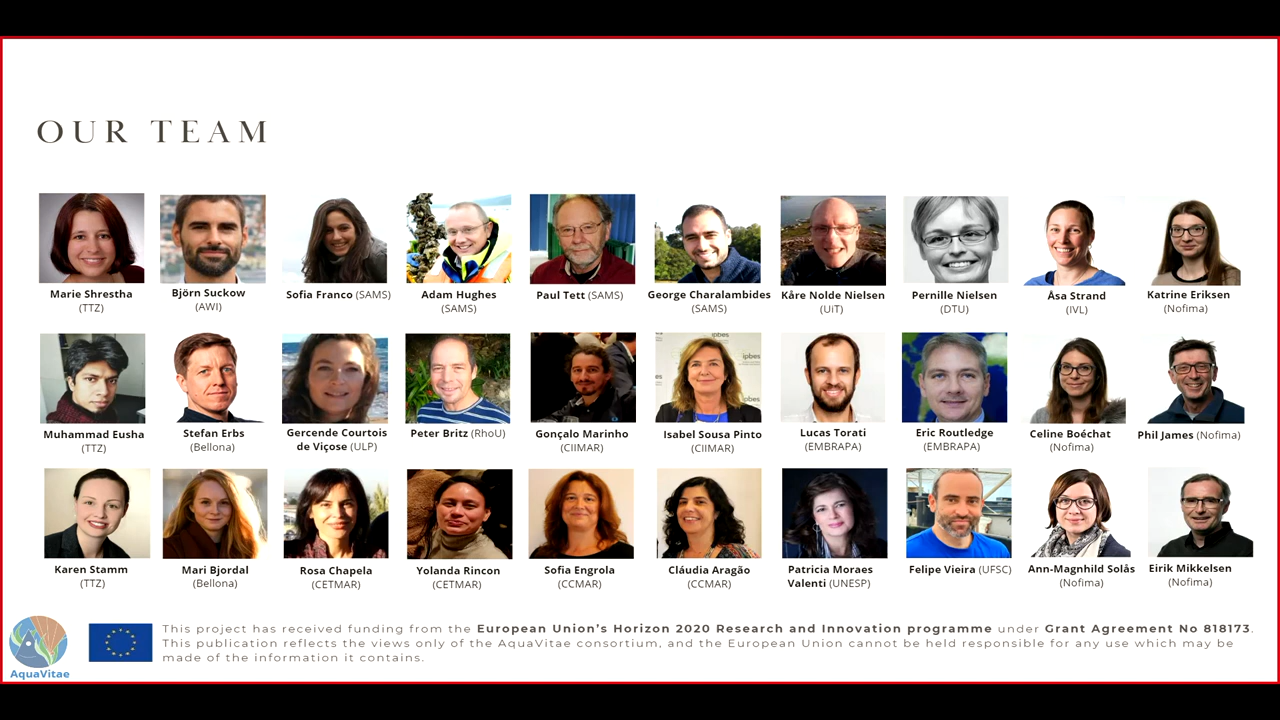 OUR TEAM
ipbes
ipbes
es
ipbes
Marie Shrestha
(TTZ)
Björn Suckow
(AWI)
Sofia Franco (SAMS)
Adam Hughes
(SAMS)
Paul Tett (SAMS)
George Charalambides
(SAMS)
Kåre Nolde Nielsen
(UiT)
Pernille Nielsen
(DTU)
Åsa Strand
(IVL)
Katrine Eriksen
(Nofima)
Muhammad Eusha
(TTZ)
Stefan Erbs
(Bellona)
Gercende Courtois
de Viçose (ULP)
Peter Britz (RhoU)
Gonçalo Marinho
(CIIMAR)
Isabel Sousa Pinto
(CIIMAR)
Lucas Torati
(EMBRAPA)
Eric Routledge
(EMBRAPA)
Celine Boéchat
(Nofima)
Phil James (Nofima)
Karen Stamm
(TTZ)
Mari Bjordal
(Bellona)
Rosa Chapela
(CETMAR)
Yolanda Rincon
(CETMAR)
Sofia Engrola
(CCMAR)
Cláudia Aragão
(CCMAR)
Patricia Moraes
Valenti (UNESP)
Felipe Vieira (UFSC)
Ann-Magnhild Solås
(Nofima)
Eirik Mikkelsen
(Nofima)
AquaVitae
This project has received funding from the European Union's Horizon 2020 Research and Innovation programme under Grant Agreement No 818173.
This publication reflects the views only of the AquaVitae consortium, and the European Union cannot be held responsible for any use which may be
made of the information it contains.